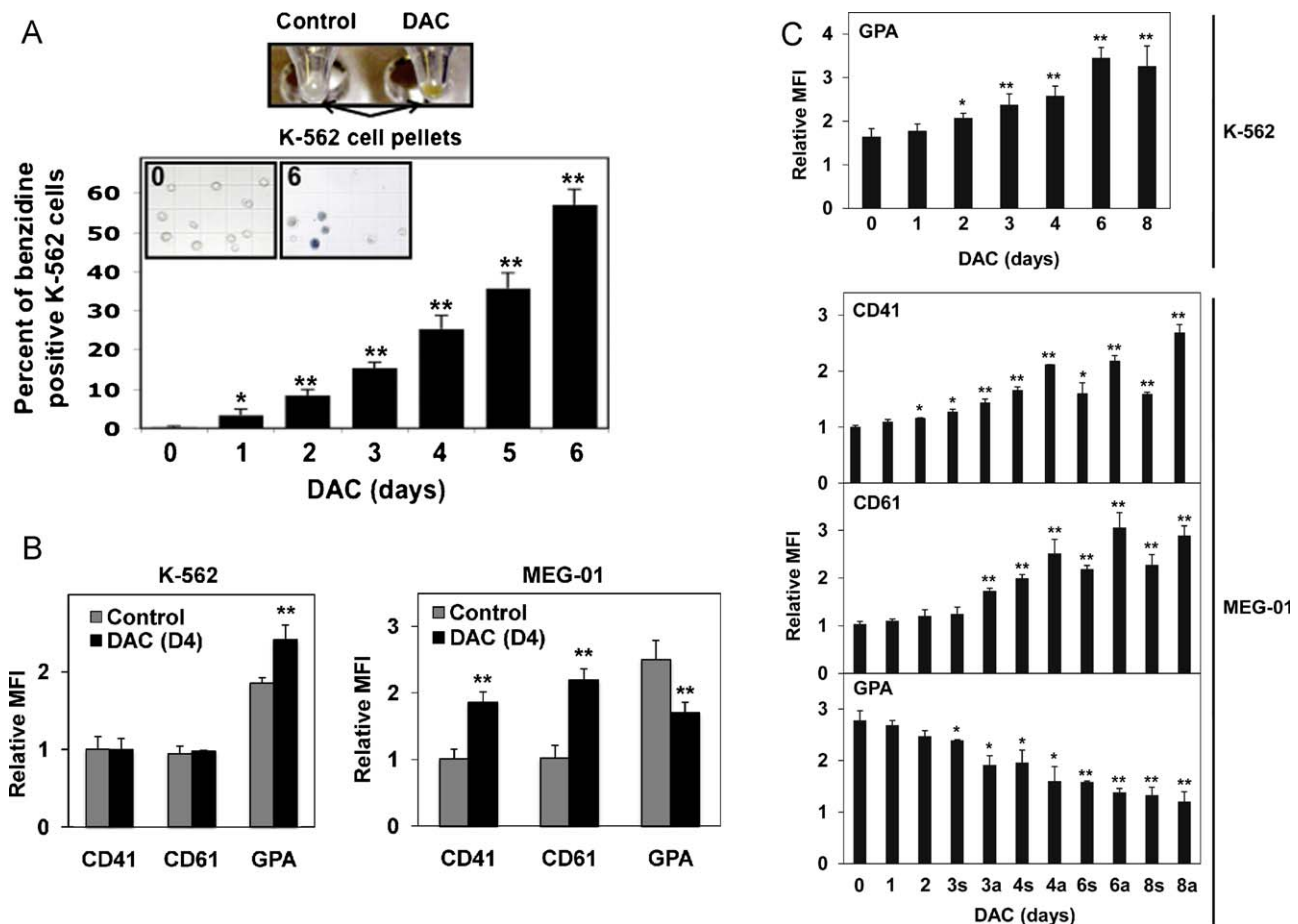 A
Control DAC
K-562 cell pellets
Percent of benzidine
positive K-562 cells
60
50
40
30
20
10
0
0
6
*
**
**
**
**
**
0 1 2 3 4 5 6
DAC (days)
B
K-562
Relative MFI
2
1
0
Control
DAC (D4)
**
CD41 CD61 GPA
MEG-01
Relative MFI
3
2
1
0
Control
DAC (D4)
**
**
**
CD41 CD61 GPA
C
GPA
Relative MFI
4
3
2
1
0
*
**
**
**
**
0 1 2 3 4 6 8
DAC (days)
K-562
CD41
3
2
1
0
*
*
**
**
**
*
**
**
**
CD61
Relative MFI
3
2
1
0
**
**
**
**
**
**
**
GPA
3
2
1
0
*
*
*
*
**
**
**
**
0 1 2 3s 3a 4s 4a 6s 6a 8s 8a
DAC (days)
MEG-01